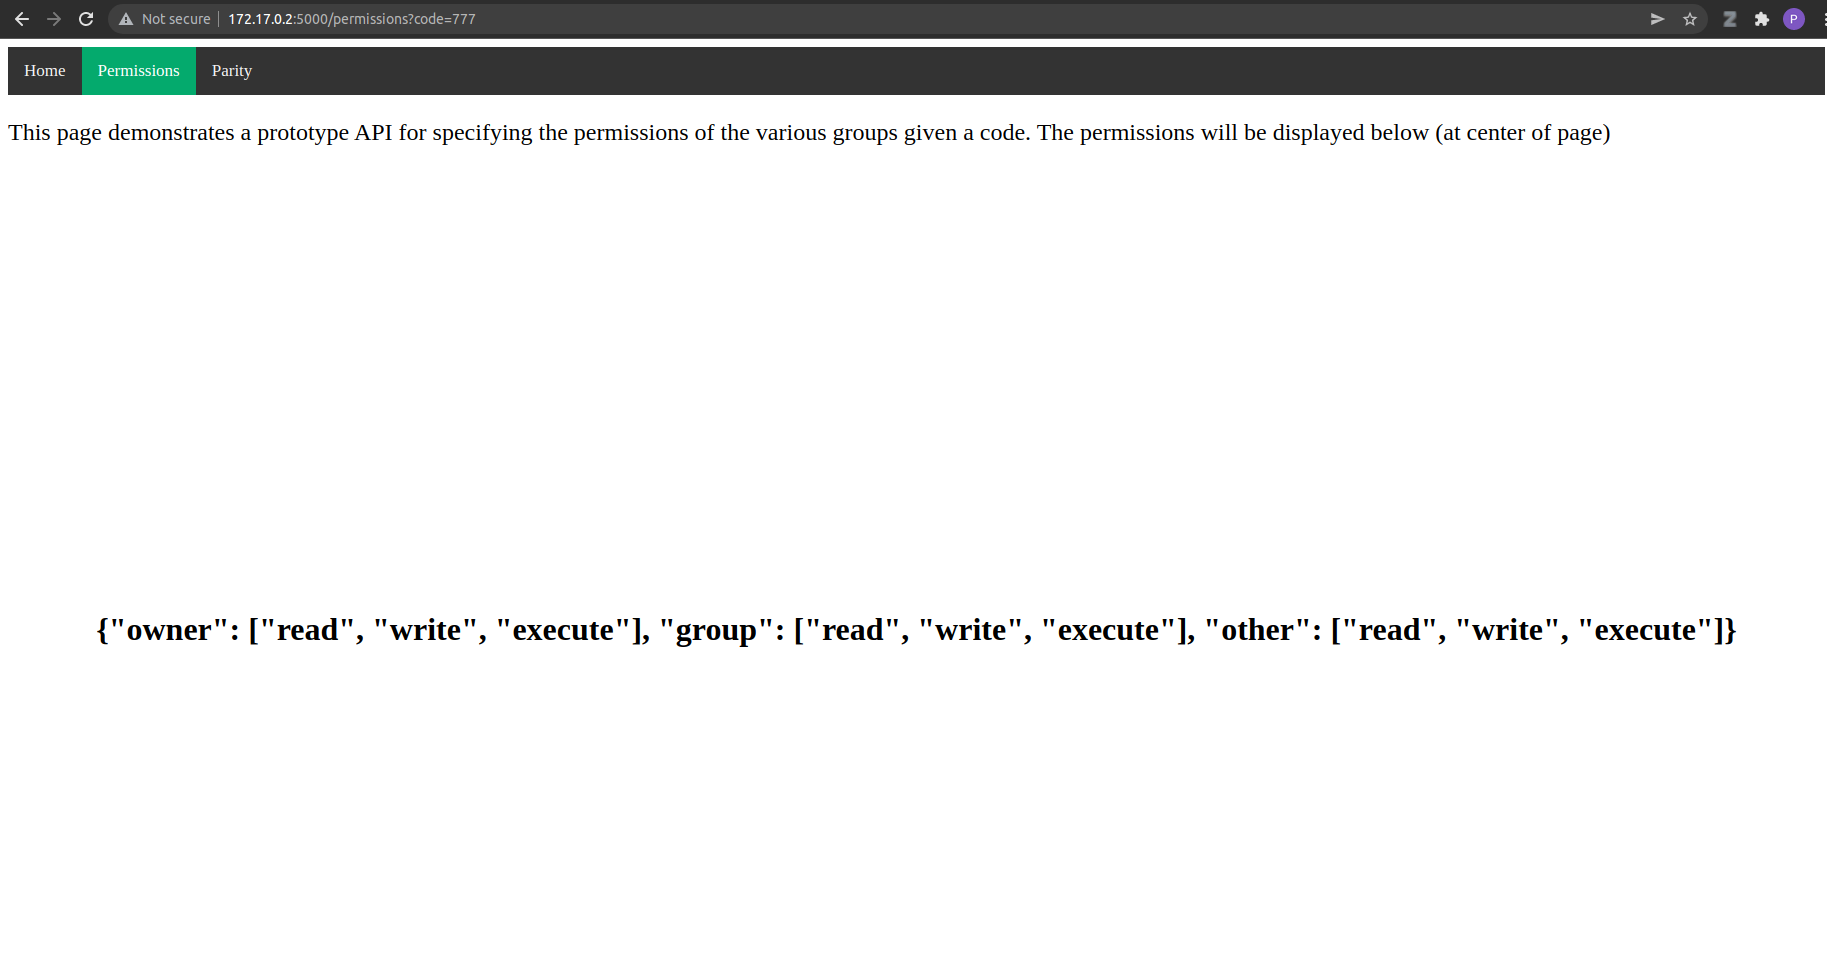 Not secure 172.17.0.2:5000/permissions?code=777
Z P
Home Permissions Parity
This page demonstrates a prototype API for specifying the permissions of the various groups given a code. The permissions will be displayed below (at center of page)
{"owner": ["read", "write", "execute"], "group": ["read", "write", "execute"], "other": ["read", "write", "execute"]}